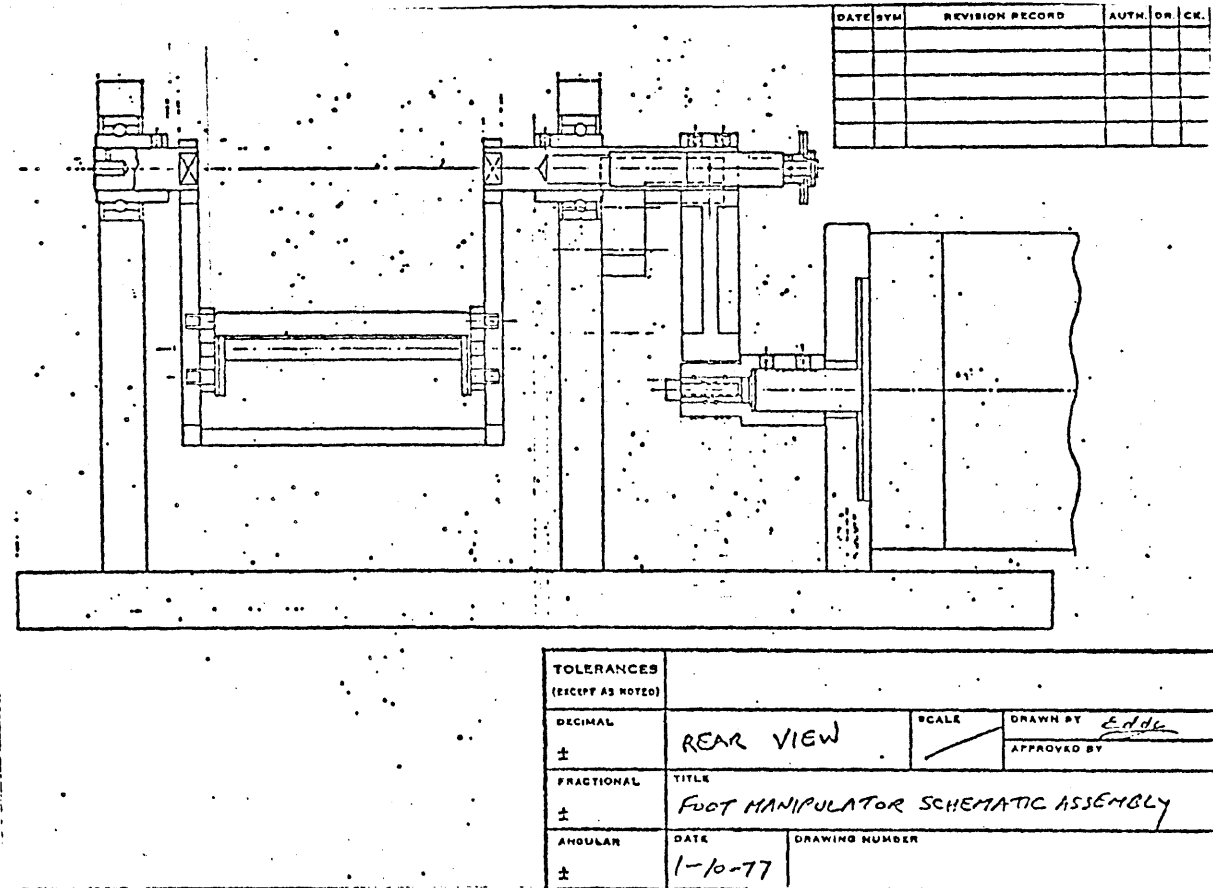 DATE SYM REVISION RECORD AUTH. DR. CK.
TOLERANCES
(EXCEPT AS NOTED)
DECIMAL
±
REAR VIEW
SCALE
DRAWN BY
APPROVED BY
FRACTIONAL
±
TITLE
FOOT MANIPULATOR SCHEMATIC ASSEMBLY
ANGULAR
±
DATE
1-10-77
DRAWING NUMBER